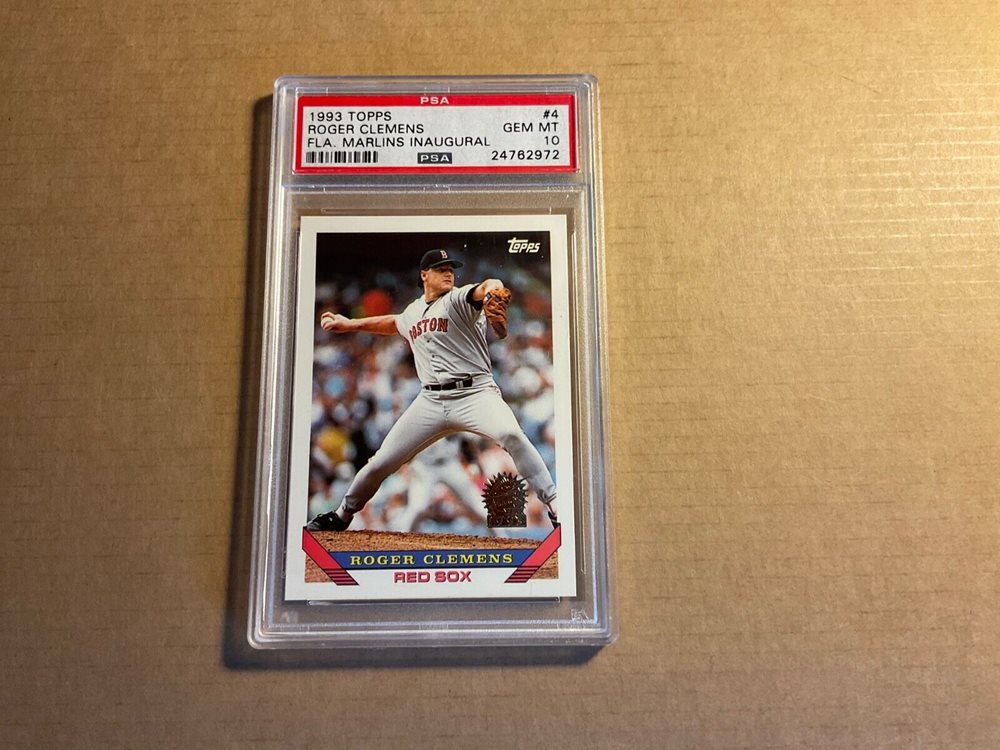 PSA
1993 TOPPS #4
ROGER CLEMENS GEM MT
FLA. MARLINS INAUGURAL 10
PSA 24762972
Topps
B
BOSTON
ROGER CLEMENS
RED SOX